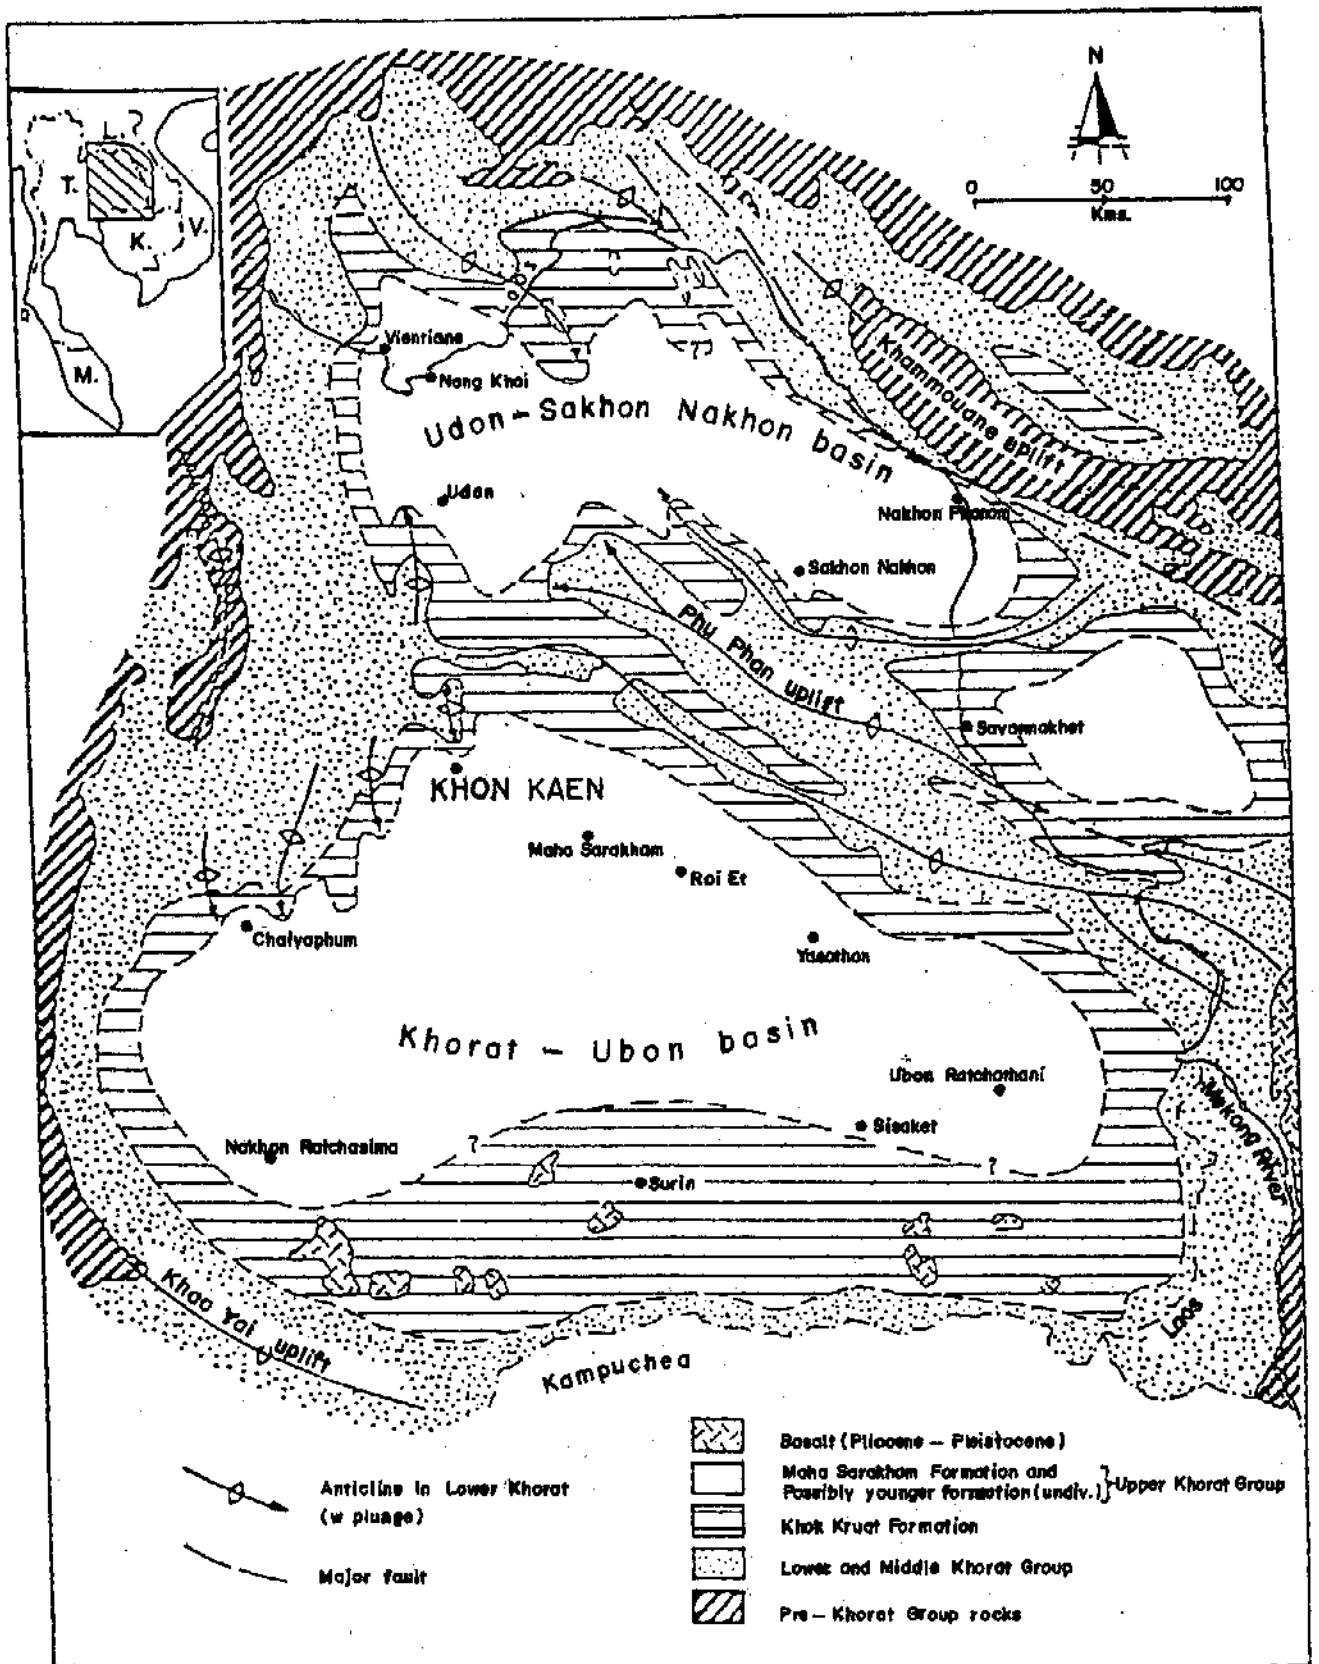 N
0 50 100
Kms.
L. ?
T.
K.
V.
M.
Vientiane
Nong Khai
Khammouane uplift
Udon - Sakhon Nakhon basin
Udon
Nakhon Phanom
Sakhon Nakhon
Phu Phan uplift
Savannakhet
KHON KAEN
Maha Sarakham
Roi Et
Chaiyaphum
Yasothon
Khorat - Ubon basin
Ubon Ratchathani
Sisaket
Nakhon Ratchasima
?
?
?
Surin
Mekong River
Khao Yai uplift
Laos
Kampuchea
Basalt (Pliocene - Pleistocene)
Maha Sarakham Formation and
Possibly younger formation (undiv.) } Upper Khorat Group
Khok Kruat Formation
Lower and Middle Khorat Group
Pre - Khorat Group rocks
Anticline in Lower Khorat
(w plunge)
Major fault